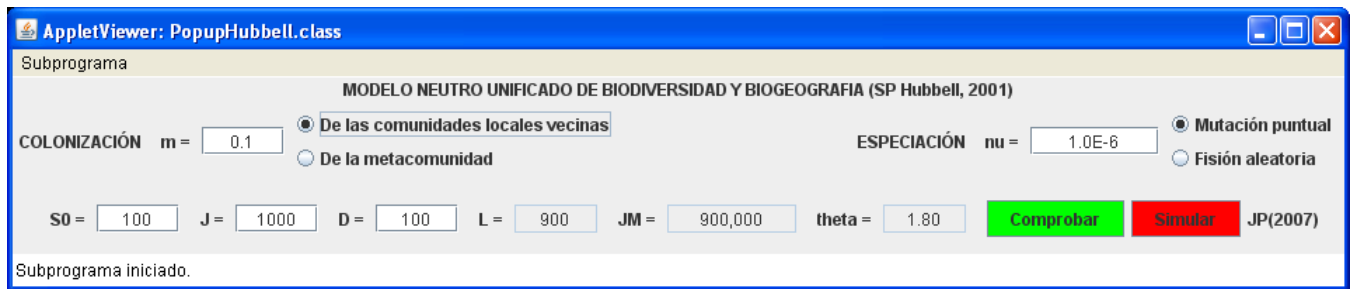 AppletViewer: PopupHubbell.class
Subprograma
MODELO NEUTRO UNIFICADO DE BIODIVERSIDAD Y BIOGEOGRAFIA (SP Hubbell, 2001)
COLONIZACIÓN m = 0.1
De las comunidades locales vecinas
De la metacomunidad
ESPECIACIÓN nu = 1.0E-6
Mutación puntual
Fisión aleatoria
S0 = 100 J = 1000 D = 100 L = 900 JM = 900,000 theta = 1.80 Comprobar Simular JP(2007)
Subprograma iniciado.